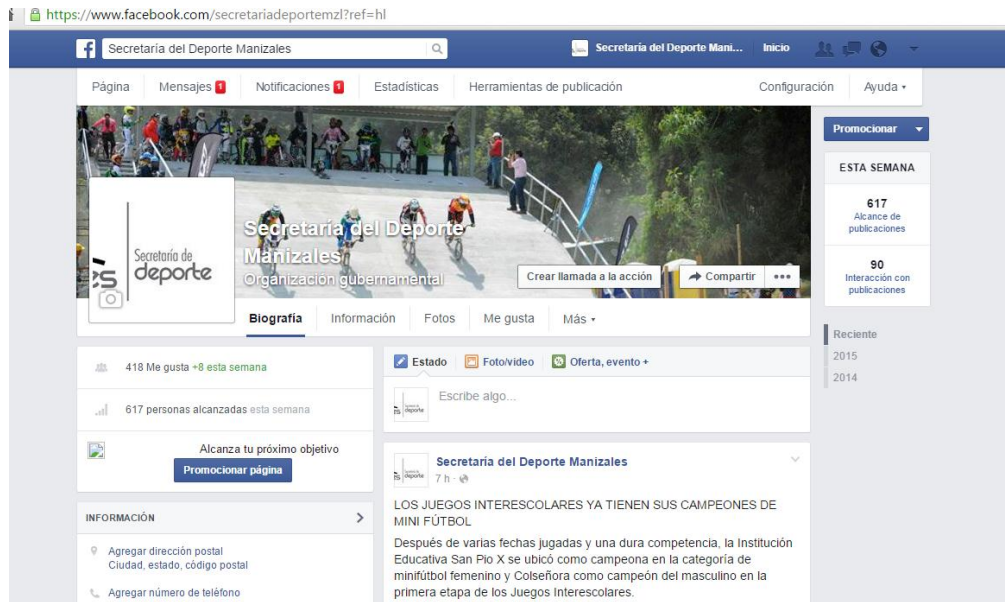 https://www.facebook.com/secretariadeportemzl?ref=hl
Secretaría del Deporte Manizales
Secretaría del Deporte Mani...
Inicio
Página
Mensajes 1
Notificaciones 1
Estadísticas
Herramientas de publicación
Configuración
Ayuda
Secretaría de
deporte
Secretaría del Deporte
Manizales
Organización gubernamental
Crear llamada a la acción
Compartir
Promocionar
ESTA SEMANA
617
Alcance de
publicaciones
90
Interacción con
publicaciones
Biografía
Información
Fotos
Me gusta
Más
Reciente
2015
2014
418 Me gusta +8 esta semana
617 personas alcanzadas esta semana
Alcanza tu próximo objetivo
Promocionar página
INFORMACIÓN
Agregar dirección postal
Ciudad, estado, código postal
Agregar número de teléfono
Estado
Foto/video
Oferta, evento +
Escribe algo...
Secretaría del Deporte Manizales
7 h
LOS JUEGOS INTERESCOLARES YA TIENEN SUS CAMPEONES DE
MINI FÚTBOL
Después de varias fechas jugadas y una dura competencia, la Institución
Educativa San Pio X se ubicó como campeona en la categoría de
minifútbol femenino y Colseñora como campeón del masculino en la
primera etapa de los Juegos Interescolares.